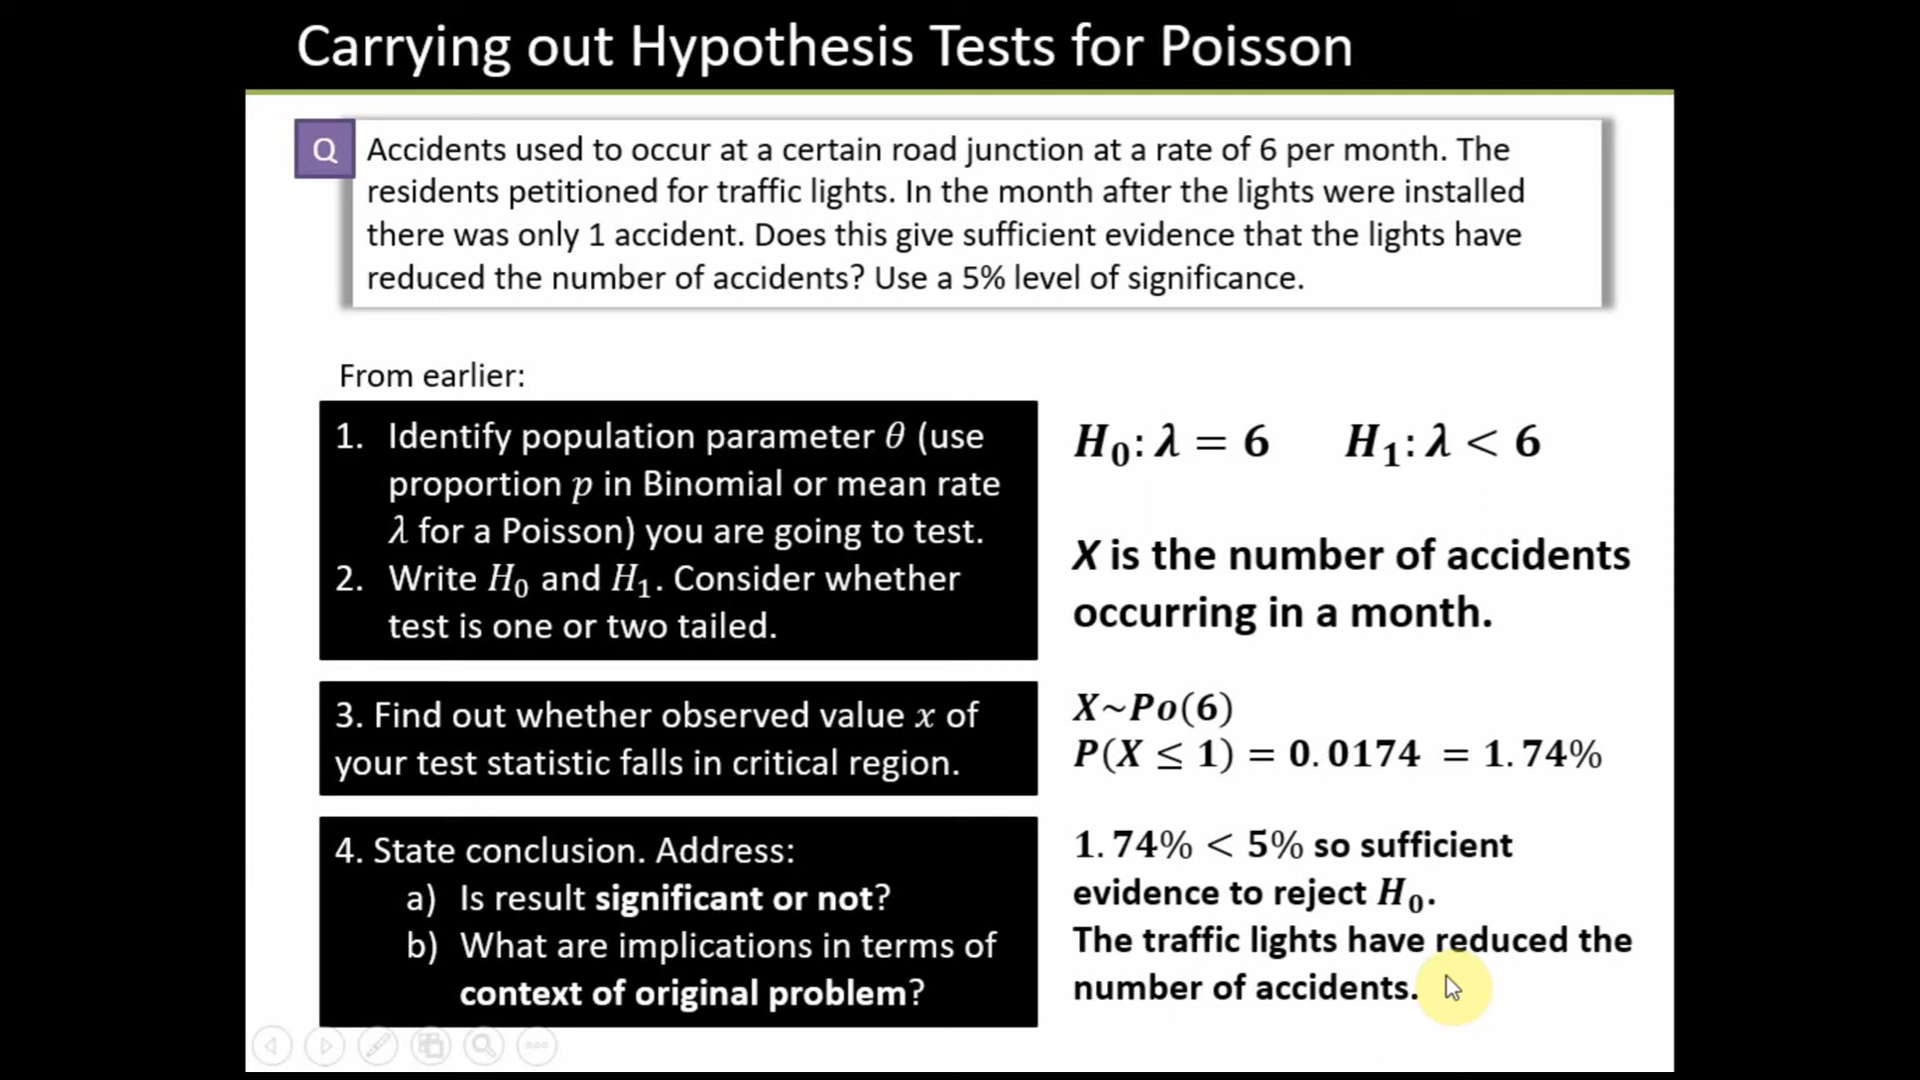 Carrying out Hypothesis Tests for Poisson
Q
Accidents used to occur at a certain road junction at a rate of 6 per month. The
residents petitioned for traffic lights. In the month after the lights were installed
there was only 1 accident. Does this give sufficient evidence that the lights have
reduced the number of accidents? Use a 5% level of significance.
From earlier:
1. Identify population parameter θ (use
proportion p in Binomial or mean rate
λ for a Poisson) you are going to test.
2. Write H₀ and H₁. Consider whether
test is one or two tailed.
H₀: λ = 6 H₁: λ < 6
X is the number of accidents
occurring in a month.
3. Find out whether observed value x of
your test statistic falls in critical region.
X~Po(6)
P(X ≤ 1) = 0.0174 = 1.74%
4. State conclusion. Address:
a) Is result significant or not?
b) What are implications in terms of
context of original problem?
1.74% < 5% so sufficient
evidence to reject H₀.
The traffic lights have reduced the
number of accidents.